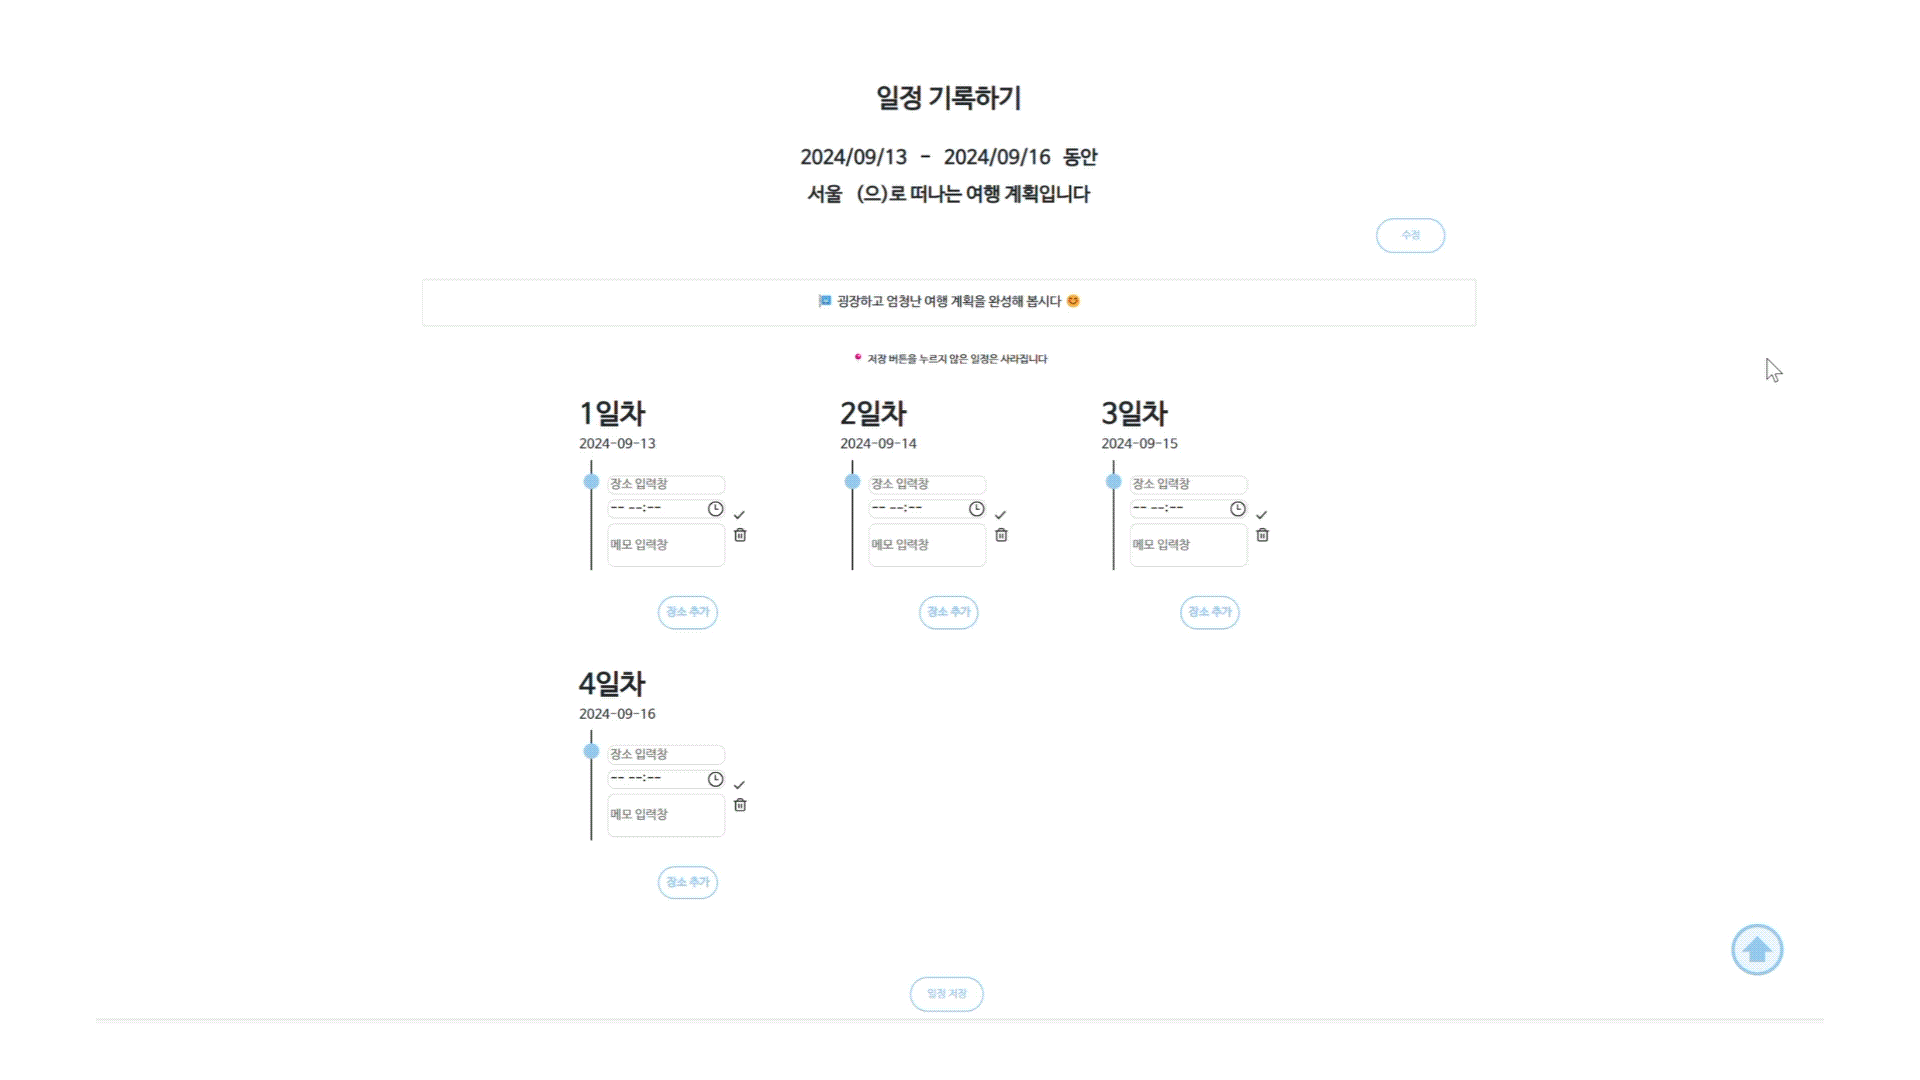 일정 기록하기
2024/09/13 - 2024/09/16 동안
서울 (으)로 떠나는 여행 계획입니다
수정
굉장하고 엄청난 여행 계획을 완성해 봅시다
저장 버튼을 누르지 않은 일정은 사라집니다
1일차
2024-09-13
장소 입력창
-- --:--
메모 입력창
장소 추가
2일차
2024-09-14
장소 입력창
-- --:--
메모 입력창
장소 추가
3일차
2024-09-15
장소 입력창
-- --:--
메모 입력창
장소 추가
4일차
2024-09-16
장소 입력창
-- --:--
메모 입력창
장소 추가
일정 저장